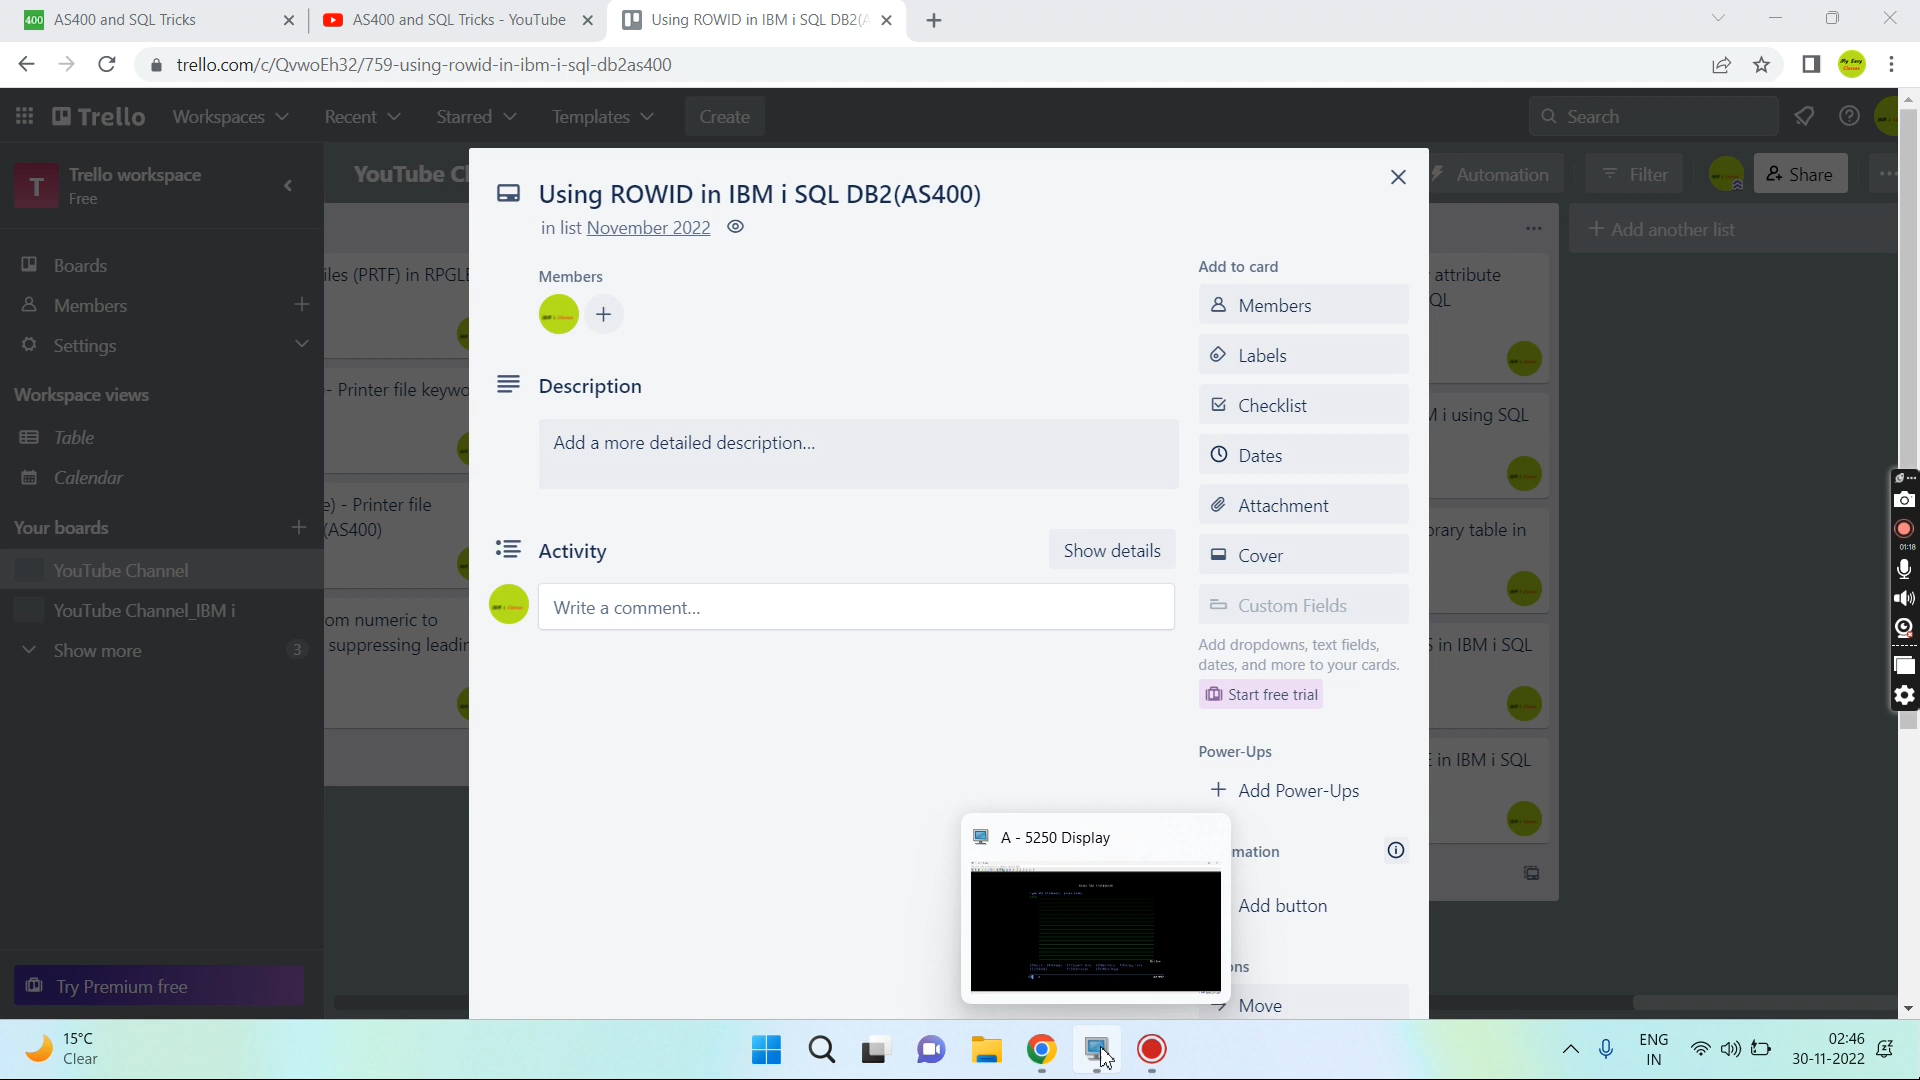 AS400 and SQL Tricks
AS400 and SQL Tricks - YouTube
Using ROWID in IBM i SQL DB2(A
trello.com/c/QvwoEh32/759-using-rowid-in-ibm-i-sql-db2as400
Trello
Workspaces
Recent
Starred
Templates
Create
Search
T
Trello workspace
Free
YouTube Cl
Automation
Filter
Share
Boards
Members
Settings
Workspace views
Table
Calendar
Your boards
YouTube Channel
YouTube Channel_IBM i
Show more
3
Try Premium free
iles (PRTF) in RPGLE
- Printer file keywo
e) - Printer file
(AS400)
om numeric to
suppressing leadir
Using ROWID in IBM i SQL DB2(AS400)
in list November 2022
Members
Description
Add a more detailed description...
Activity
Show details
Write a comment...
Add to card
Members
Labels
Checklist
Dates
Attachment
Cover
Custom Fields
Add dropdowns, text fields,
dates, and more to your cards.
Start free trial
Power-Ups
Add Power-Ups
mation
Add button
ons
Move
A - 5250 Display
Add another list
attribute
QL
M i using SQL
orary table in
S in IBM i SQL
E in IBM i SQL
01:18
15°C
Clear
ENG
IN
02:46
30-11-2022